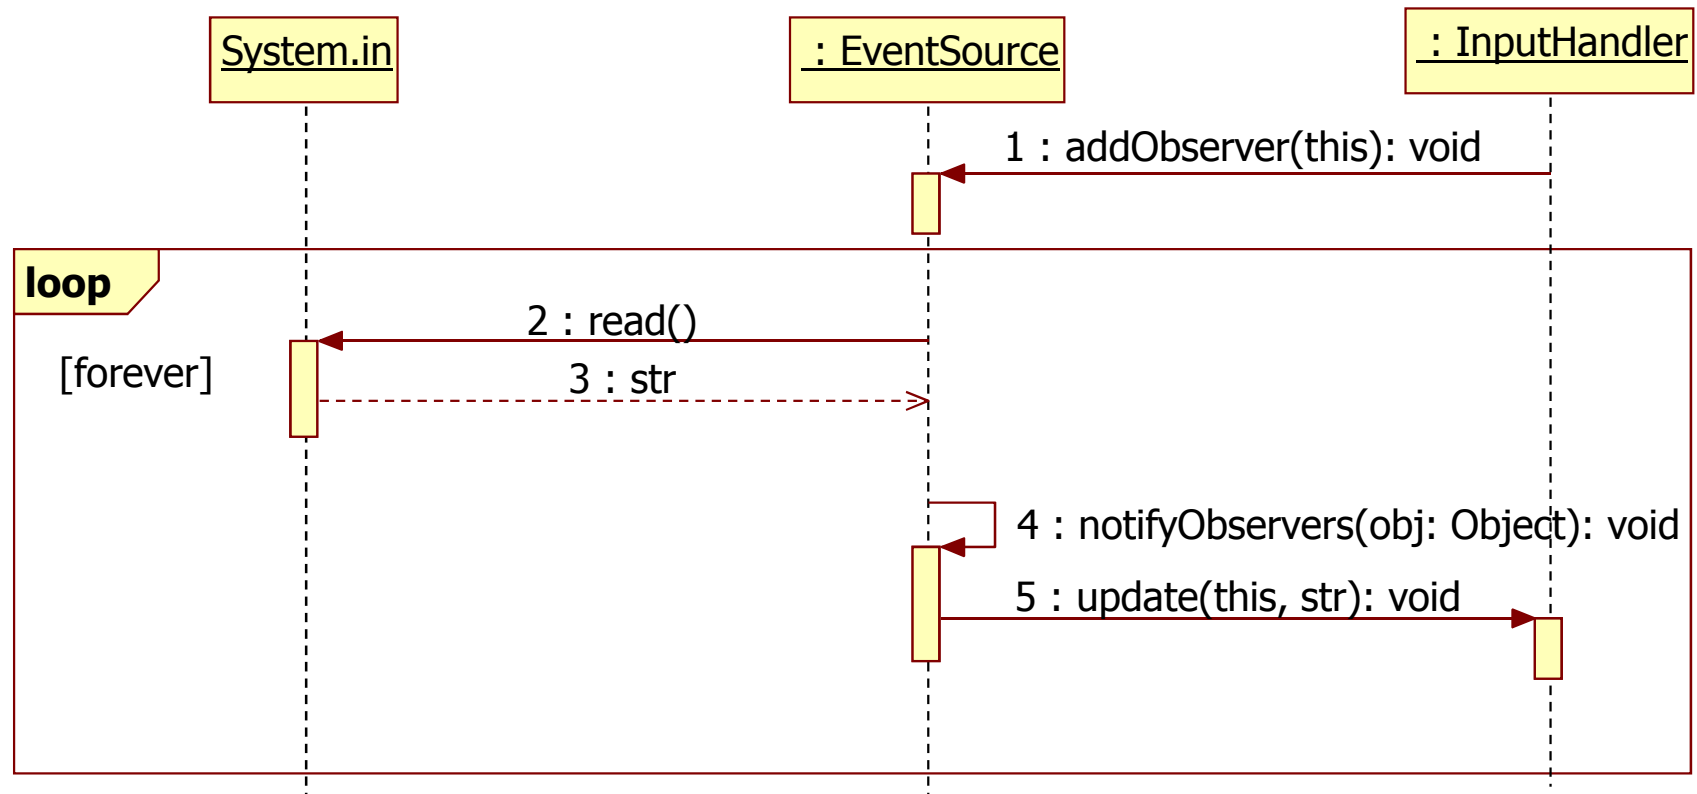 System.in
: EventSource
: InputHandler
1 : addObserver(this): void
loop
2 : read()
[forever]
3 : str
4 : notifyObservers(obj: Object): void
5 : update(this, str): void